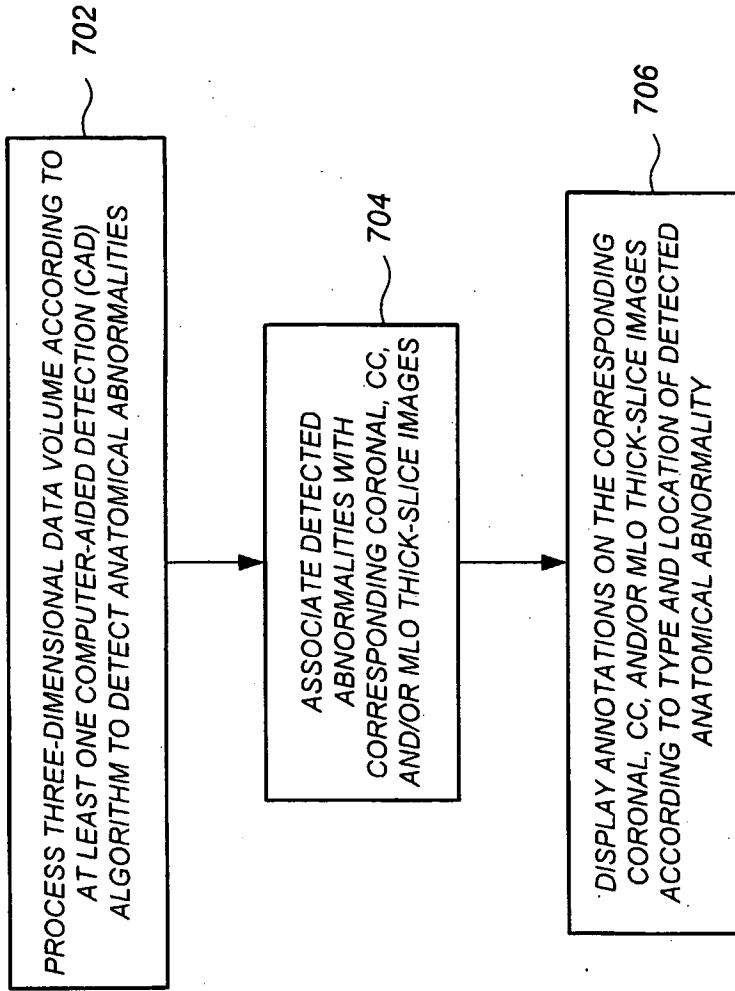 PROCESS THREE-DIMENSIONAL DATA VOLUME ACCORDING TO
AT LEAST ONE COMPUTER-AIDED DETECTION (CAD)
ALGORITHM TO DETECT ANATOMICAL ABNORMALITIES
702
ASSOCIATE DETECTED
ABNORMALITIES WITH
CORRESPONDING CORONAL, CC,
AND/OR MLO THICK-SLICE IMAGES
704
DISPLAY ANNOTATIONS ON THE CORRESPONDING
CORONAL, CC, AND/OR MLO THICK-SLICE IMAGES
ACCORDING TO TYPE AND LOCATION OF DETECTED
ANATOMICAL ABNORMALITY
706